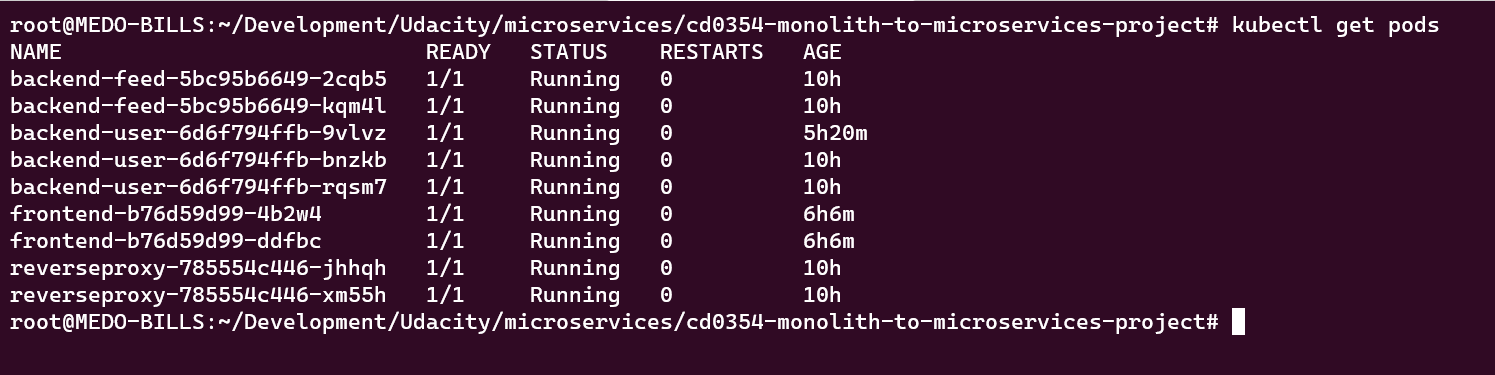 root@MEDO-BILLS:~/Development/Udacity/microservices/cd0354-monolith-to-microservices-project# kubectl get pods
NAME                            READY   STATUS    RESTARTS   AGE
backend-feed-5bc95b6649-2cqb5   1/1     Running   0          10h
backend-feed-5bc95b6649-kqm4l   1/1     Running   0          10h
backend-user-6d6f794ffb-9vlvz   1/1     Running   0          5h20m
backend-user-6d6f794ffb-bnzkb   1/1     Running   0          10h
backend-user-6d6f794ffb-rqsm7   1/1     Running   0          10h
frontend-b76d59d99-4b2w4        1/1     Running   0          6h6m
frontend-b76d59d99-ddfbc        1/1     Running   0          6h6m
reverseproxy-785554c446-jhhqh   1/1     Running   0          10h
reverseproxy-785554c446-xm55h   1/1     Running   0          10h
root@MEDO-BILLS:~/Development/Udacity/microservices/cd0354-monolith-to-microservices-project#